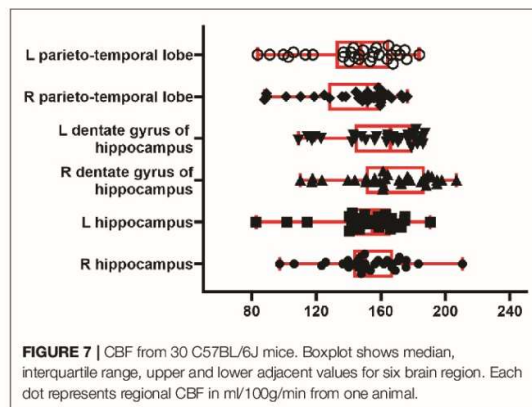 L parieto-temporal lobe
R parieto-temporal lobe
L dentate gyrus of
hippocampus
R dentate gyrus of
hippocampus
L hippocampus
R hippocampus
80 120 160 200 240
FIGURE 7 | CBF from 30 C57BL/6J mice. Boxplot shows median,
interquartile range, upper and lower adjacent values for six brain region. Each
dot represents regional CBF in ml/100g/min from one animal.